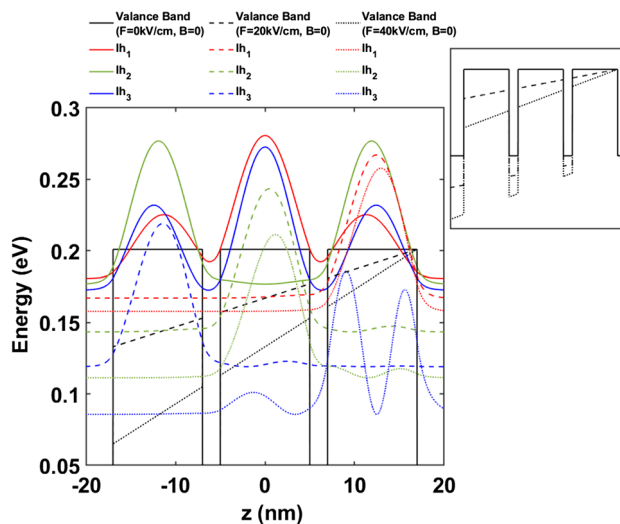 Valance Band Valance Band Valance Band
(F=0kV/cm, B=0) (F=20kV/cm, B=0) (F=40kV/cm, B=0)
lh1 lh1 lh1
lh2 lh2 lh2
lh3 lh3 lh3
0.3
0.25
0.2
0.15
0.1
0.05
Energy (eV)
-20 -10 0 10 20
z (nm)